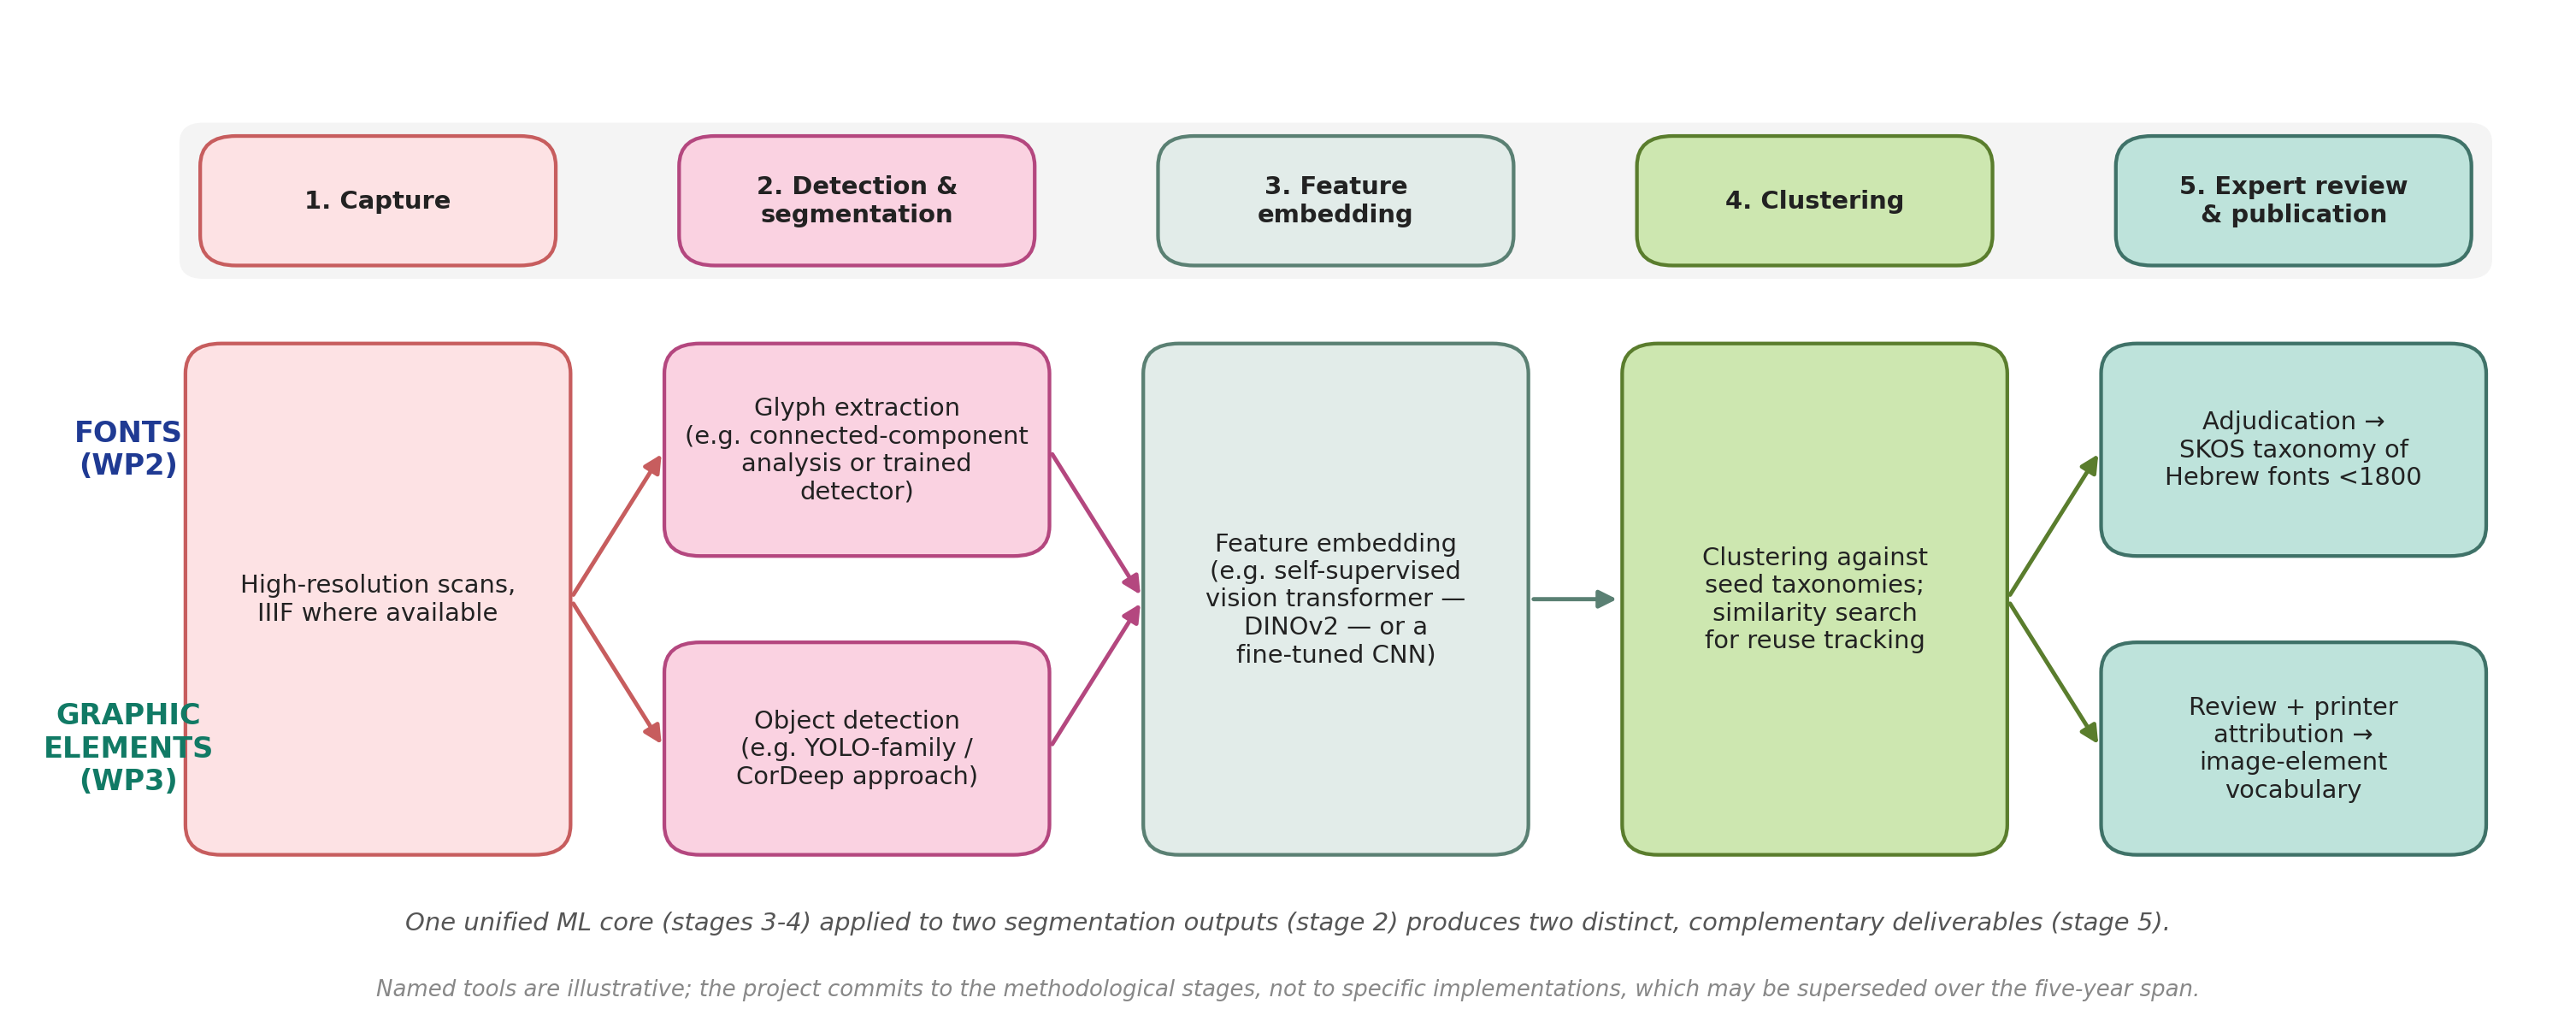 1. Capture
2. Detection &
segmentation
3. Feature
embedding
4. Clustering
5. Expert review
& publication
FONTS
(WP2)
GRAPHIC
ELEMENTS
(WP3)
High-resolution scans,
IIIF where available
Glyph extraction
(e.g. connected-component
analysis or trained
detector)
Object detection
(e.g. YOLO-family /
CorDeep approach)
Feature embedding
(e.g. self-supervised
vision transformer —
DINOv2 — or a
fine-tuned CNN)
Clustering against
seed taxonomies;
similarity search
for reuse tracking
Adjudication →
SKOS taxonomy of
Hebrew fonts <1800
Review + printer
attribution →
image-element
vocabulary
One unified ML core (stages 3-4) applied to two segmentation outputs (stage 2) produces two distinct, complementary deliverables (stage 5).
Named tools are illustrative; the project commits to the methodological stages, not to specific implementations, which may be superseded over the five-year span.